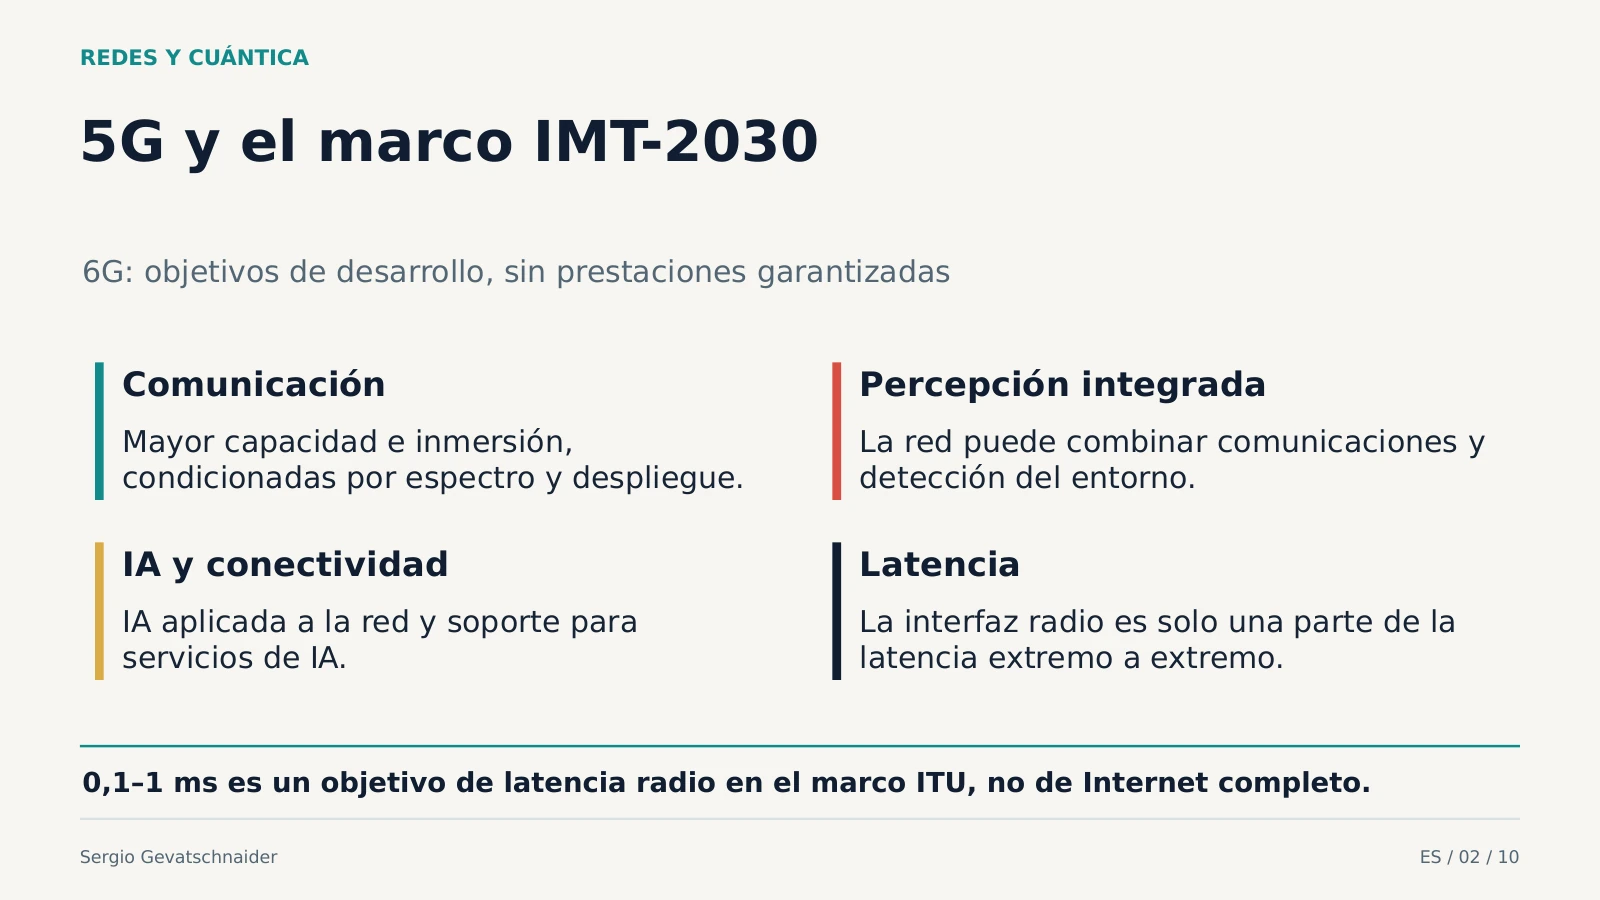 REDES Y CUÁNTICA
5G y el marco IMT-2030
6G: objetivos de desarrollo, sin prestaciones garantizadas
Comunicación
Mayor capacidad e inmersión,
condicionadas por espectro y despliegue.
Percepción integrada
La red puede combinar comunicaciones y
detección del entorno.
IA y conectividad
IA aplicada a la red y soporte para
servicios de IA.
Latencia
La interfaz radio es solo una parte de la
latencia extremo a extremo.
0,1–1 ms es un objetivo de latencia radio en el marco ITU, no de Internet completo.
Sergio Gevatschnaider
ES / 02 / 10